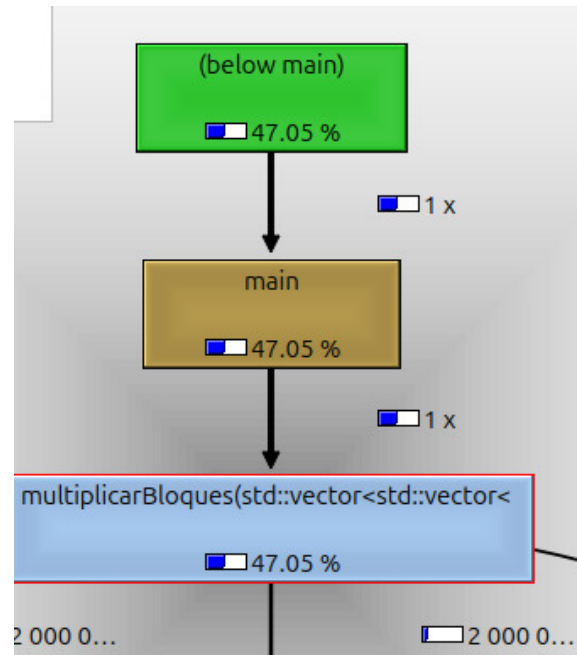 (below main)
47.05 %
1 x
main
47.05 %
1 x
multiplicarBloques(std::vector<std::vector<
47.05 %
2 000 0...
2 000 0...